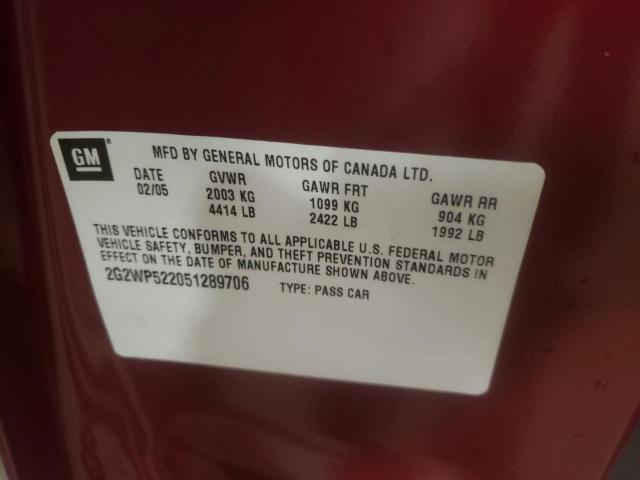 GM
MFD BY GENERAL MOTORS OF CANADA LTD.
DATE GVWR GAWR FRT GAWR RR
02/05 2003 KG 1099 KG 904 KG
4414 LB 2422 LB 1992 LB
THIS VEHICLE CONFORMS TO ALL APPLICABLE U.S. FEDERAL MOTOR
VEHICLE SAFETY, BUMPER, AND THEFT PREVENTION STANDARDS IN
EFFECT ON THE DATE OF MANUFACTURE SHOWN ABOVE.
2G2WP522051289706 TYPE: PASS CAR